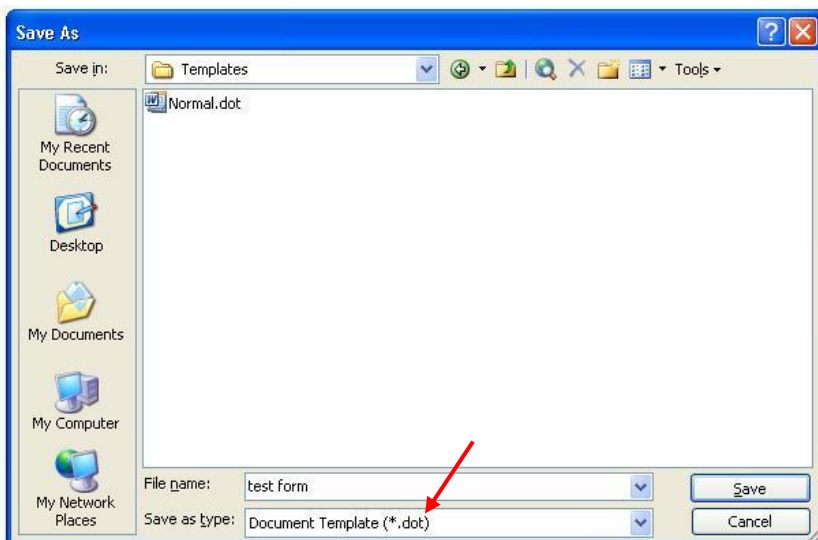 Save As
Save in:
Templates
Tools
Normal.dot
My Recent
Documents
Desktop
My Documents
My Computer
My Network
Places
File name:
test form
Save
Save as type:
Document Template (*.dot)
Cancel